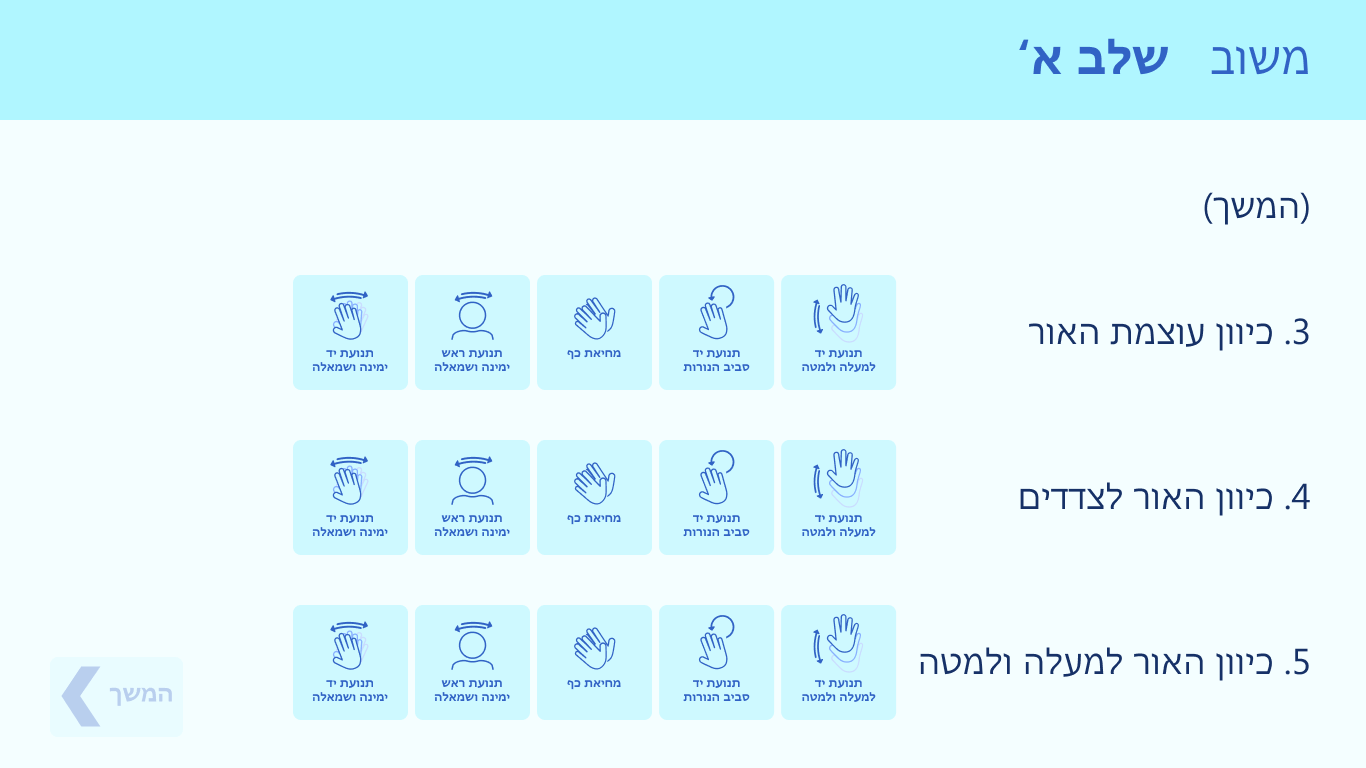 משוב שלב א‘
(המשך)
3. כיוון עוצמת האור
תנועת יד
למעלה ולמטה
תנועת יד
סביב הנורות
מחיאת כף
תנועת ראש
ימינה ושמאלה
תנועת יד
ימינה ושמאלה
4. כיוון האור לצדדים
תנועת יד
למעלה ולמטה
תנועת יד
סביב הנורות
מחיאת כף
תנועת ראש
ימינה ושמאלה
תנועת יד
ימינה ושמאלה
5. כיוון האור למעלה ולמטה
תנועת יד
למעלה ולמטה
תנועת יד
סביב הנורות
מחיאת כף
תנועת ראש
ימינה ושמאלה
תנועת יד
ימינה ושמאלה
המשך